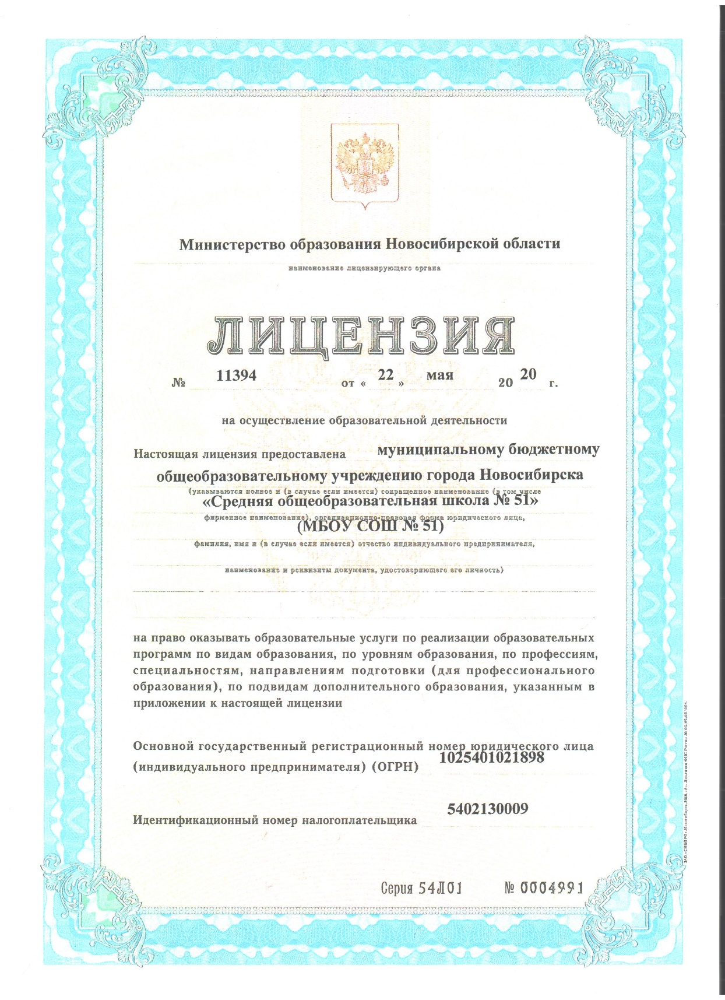 Министерство образования Новосибирской области
наименование лицензирующего органа
ЛИЦЕНЗИЯ
№ 11394 от « 22 » мая 20 20 г.
на осуществление образовательной деятельности
Настоящая лицензия предоставлена муниципальному бюджетному
общеобразовательному учреждению города Новосибирска
(указываются полное и (в случае если имеется) сокращенное наименование (в том числе
«Средняя общеобразовательная школа № 51»
фирменное наименование), организационно-правовая форма юридического лица,
(МБОУ СОШ № 51)
фамилия, имя и (в случае если имеется) отчество индивидуального предпринимателя,
наименование и реквизиты документа, удостоверяющего его личность)
на право оказывать образовательные услуги по реализации образовательных
программ по видам образования, по уровням образования, по профессиям,
специальностям, направлениям подготовки (для профессионального
образования), по подвидам дополнительного образования, указанным в
приложении к настоящей лицензии
Основной государственный регистрационный номер юридического лица
(индивидуального предпринимателя) (ОГРН) 1025401021898
Идентификационный номер налогоплательщика 5402130009
Серия 54Л01 № 0004991